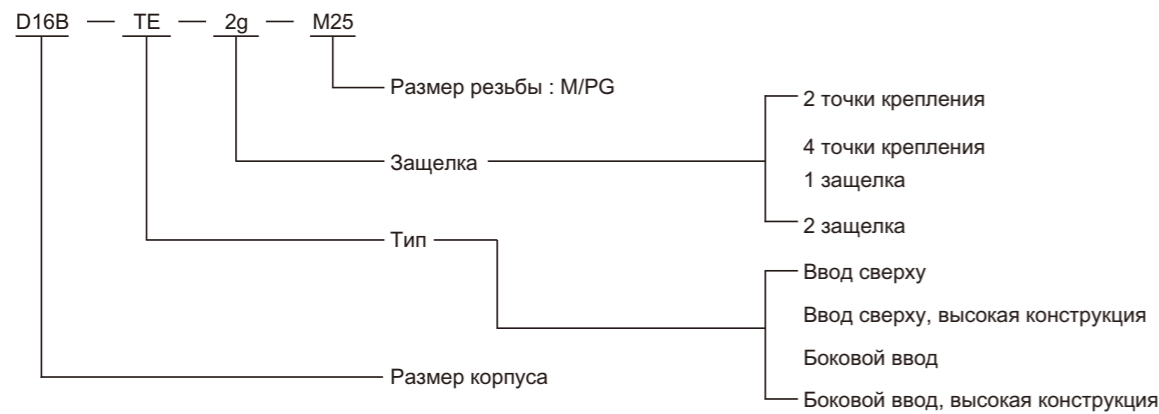 D16B — TE — 2g — M25
Размер резьбы : M/PG
2 точки крепления
4 точки крепления
Защелка
1 защелка
2 защелка
Тип
Ввод сверху
Ввод сверху, высокая конструкция
Боковой ввод
Размер корпуса
Боковой ввод, высокая конструкция